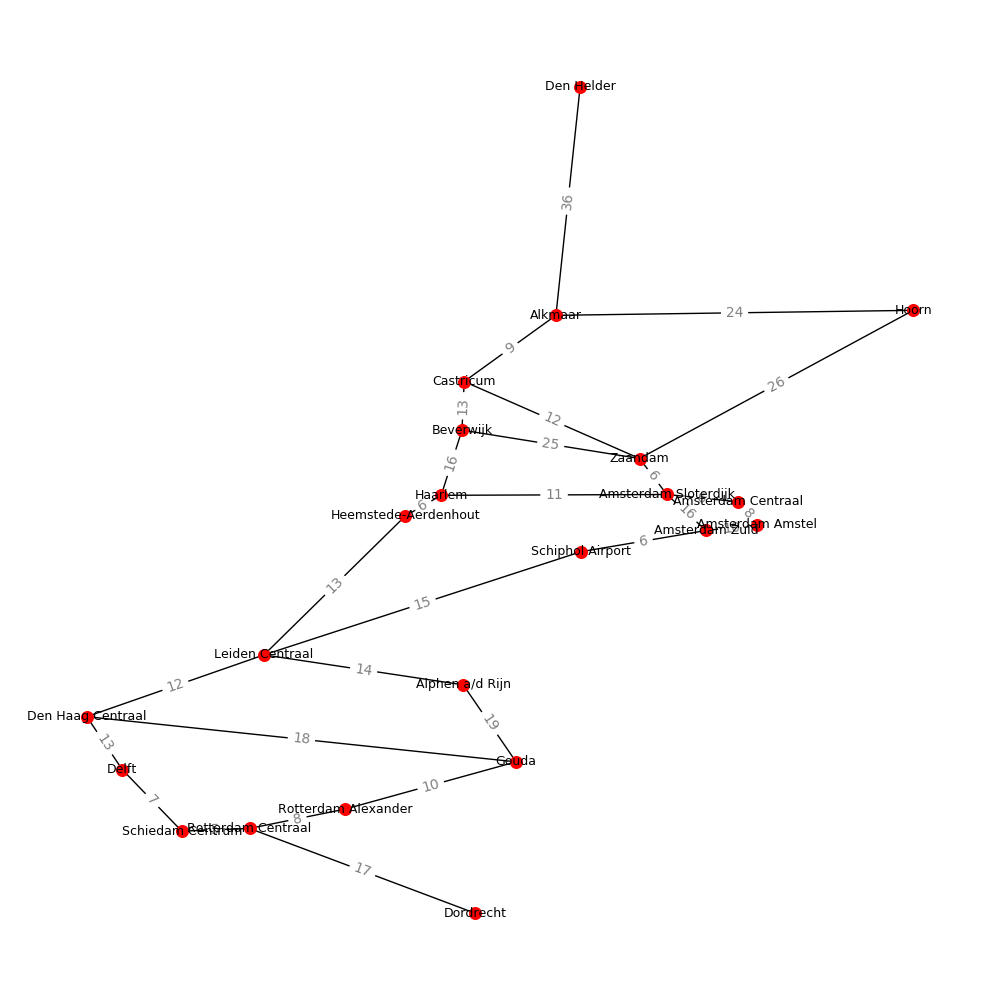 Den Helder
36
Alkmaar
24
Hoorn
9
Castricum
26
13
12
Beverwijk
25
Zaandam
16
6
Haarlem
11
Amsterdam Sloterdijk
Amsterdam Centraal
6
16
8
Heemstede-Aerdenhout
Amsterdam Amstel
Amsterdam Zuid
6
Schiphol Airport
13
15
Leiden Centraal
14
12
Alphen a/d Rijn
Den Haag Centraal
19
13
18
Delft
Gouda
10
7
Rotterdam Alexander
8
Schiedam Centrum
Rotterdam Centraal
17
Dordrecht